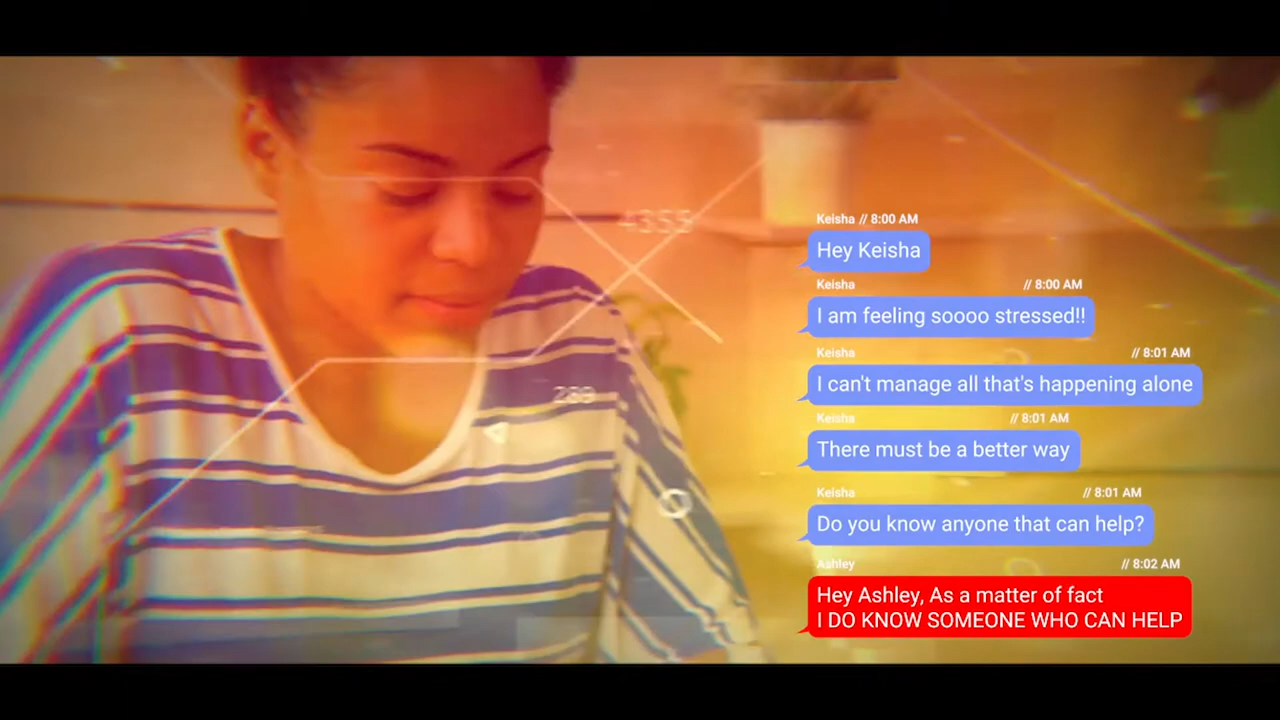 4355
Keisha // 8:00 AM
Hey Keisha
Keisha // 8:00 AM
I am feeling soooo stressed!!
Keisha // 8:01 AM
I can't manage all that's happening alone
Keisha // 8:01 AM
There must be a better way
Keisha // 8:01 AM
Do you know anyone that can help?
Ashley // 8:02 AM
Hey Ashley, As a matter of fact
I DO KNOW SOMEONE WHO CAN HELP